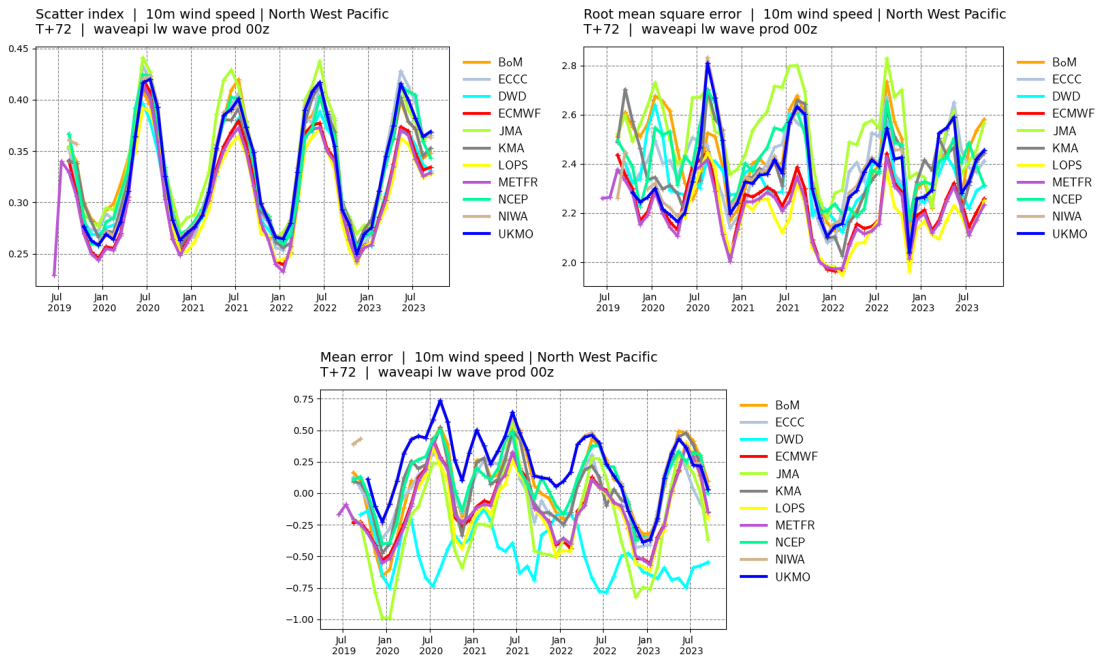 Scatter index | 10m wind speed | North West Pacific
T+72 | waveapi lw wave prod 00z
0.45
0.40
0.35
0.30
0.25
Jul
2019
Jan
2020
Jul
2020
Jan
2021
Jul
2021
Jan
2022
Jul
2022
Jan
2023
Jul
2023
BoM
ECCC
DWD
ECMWF
JMA
KMA
LOPS
METFR
NCEP
NIWA
UKMO
Root mean square error | 10m wind speed | North West Pacific
T+72 | waveapi lw wave prod 00z
2.8
2.6
2.4
2.2
2.0
Jul
2019
Jan
2020
Jul
2020
Jan
2021
Jul
2021
Jan
2022
Jul
2022
Jan
2023
Jul
2023
BoM
ECCC
DWD
ECMWF
JMA
KMA
LOPS
METFR
NCEP
NIWA
UKMO
Mean error | 10m wind speed | North West Pacific
T+72 | waveapi lw wave prod 00z
0.75
0.50
0.25
0.00
−0.25
−0.50
−0.75
−1.00
Jul
2019
Jan
2020
Jul
2020
Jan
2021
Jul
2021
Jan
2022
Jul
2022
Jan
2023
Jul
2023
BoM
ECCC
DWD
ECMWF
JMA
KMA
LOPS
METFR
NCEP
NIWA
UKMO